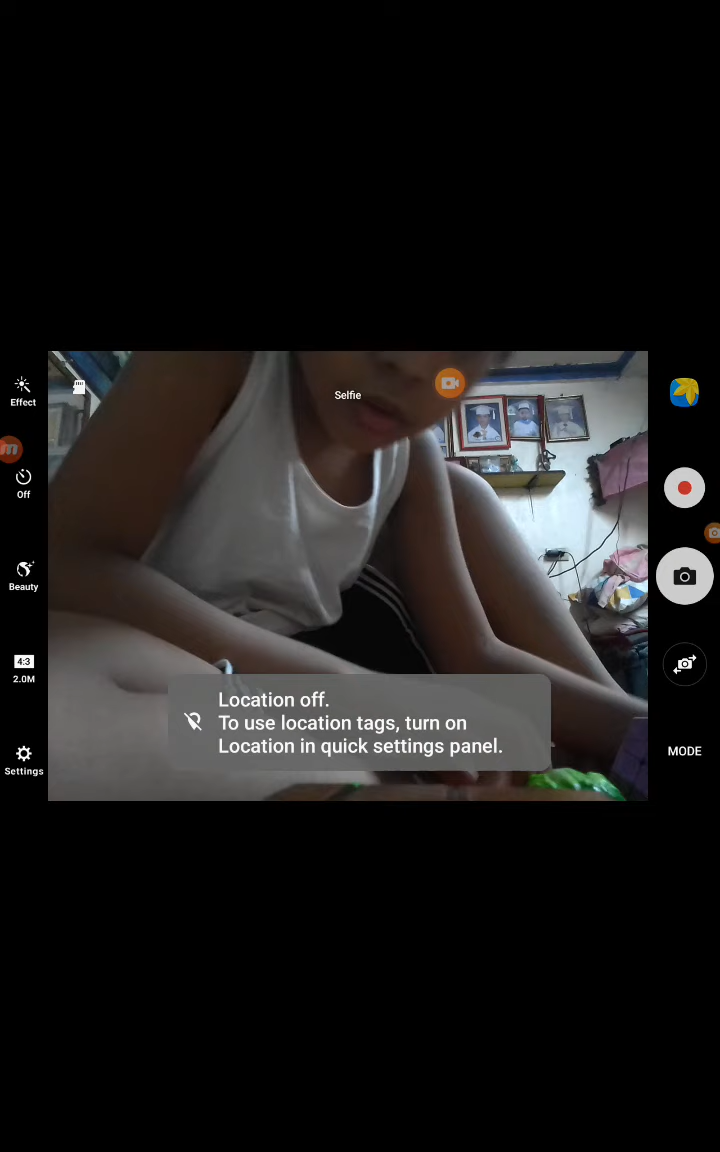 Selfie
Effect
Off
Beauty
4:3
2.0M
Settings
MODE
Location off.
To use location tags, turn on
Location in quick settings panel.